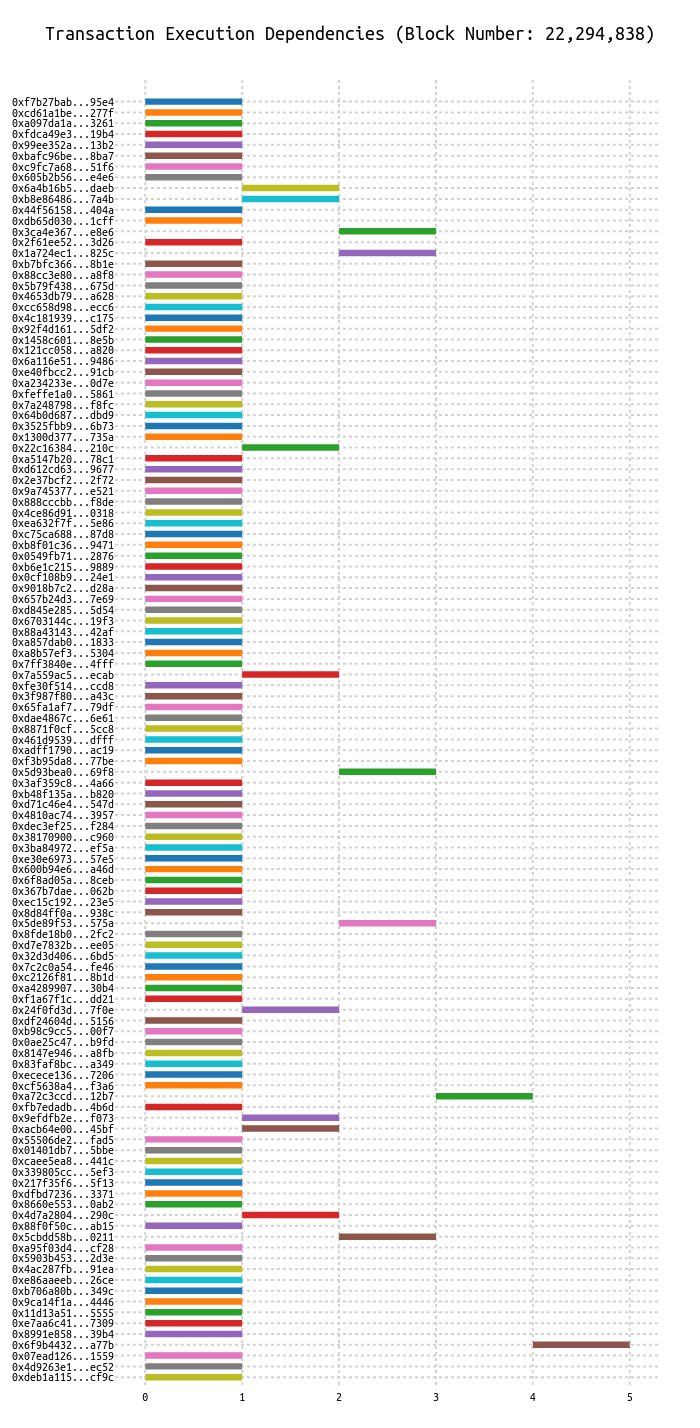 Transaction Execution Dependencies (Block Number: 22,294,838)
0xf7b27bab...95e4
0xcd61a1be...277f
0xa097da1a...3261
0xfdca49e3...19b4
0x99ee352a...13b2
0xbafc96be...8ba7
0xc9fc7a68...51f6
0x605b2b56...e4e6
0x6a4b16b5...daeb
0xb8e86486...7a4b
0x44f56158...404a
0xdb65d030...1cff
0x3ca4e367...e8e6
0x2f61ee52...3d26
0x1a724ec1...825c
0xb7bfc366...8b1e
0x88cc3e80...a8f8
0x5b79f438...675d
0x4653db79...a628
0xcc658d98...ecc6
0x4c181939...c175
0x92f4d161...5df2
0x1458c601...8e5b
0x121cc058...a820
0x6a116e51...9486
0xe40fbcc2...91cb
0xa234233e...0d7e
0xfeffe1a0...5861
0x7a248798...f8fc
0x64b0d687...dbd9
0x3525fbb9...6b73
0x1300d377...735a
0x22c16384...210c
0xa5147b20...78c1
0xd612cd63...9677
0x2e37bcf2...2f72
0x9a745377...e521
0x888cccbb...f8de
0x4ce86d91...0318
0xea632f7f...5e86
0xc75ca688...87d8
0xb8f01c36...9471
0x0549fb71...2876
0xb6e1c215...9889
0x0cf108b9...24e1
0x9018b7c2...d28a
0x657b24d3...7e69
0xd845e285...5d54
0x6703144c...19f3
0x88a43143...42af
0xa857dab0...1833
0xa8b57ef3...5304
0x7ff3840e...4fff
0x7a559ac5...ecab
0xfe30f514...ccd8
0x3f987f80...a43c
0x65fa1af7...79df
0xdae4867c...6e61
0x8871f0cf...5cc8
0x461d9539...dfff
0xadff1790...ac19
0xf3b95da8...77be
0x5d93bea0...69f8
0x3af359c8...4a66
0xb48f135a...b820
0xd71c46e4...547d
0x4810ac74...3957
0xdec3ef25...f284
0x38170900...c960
0x3ba84972...ef5a
0xe30e6973...57e5
0x600b94e6...a46d
0x6f8ad05a...8ceb
0x367b7dae...062b
0xec15c192...23e5
0x8d84ff0a...938c
0x5de89f53...575a
0x8fde18b0...2fc2
0xd7e7832b...ee05
0x32d3d406...6bd5
0x7c2c0a54...fe46
0xc2126f81...8b1d
0xa4289907...30b4
0xf1a67f1c...dd21
0x24f0fd3d...7f0e
0xdf24604d...5156
0xb98c9cc5...00f7
0x0ae25c47...b9fd
0x8147e946...a8fb
0x83faf8bc...a349
0xecece136...7206
0xcf5638a4...f3a6
0xa72c3ccd...12b7
0xfb7edadb...4b6d
0x9efdfb2e...f073
0xacb64e00...45bf
0x55506de2...fad5
0x01401db7...5bbe
0xcaee5ea8...441c
0x339805cc...5ef3
0x217f35f6...5f13
0xdfbd7236...3371
0x8660e553...0ab2
0x4d7a2804...290c
0x88f0f50c...ab15
0x5cbdd58b...0211
0xa95f03d4...cf28
0x5903b453...2d3e
0x4ac287fb...91ea
0xe86aaeeb...26ce
0xb706a80b...349c
0x9ca14f1a...4446
0x11d13a51...5555
0xe7aa6c41...7309
0x8991e858...39b4
0x6f9b4432...a77b
0x07ead126...1559
0x4d9263e1...ec52
0xdeb1a115...cf9c
0 1 2 3 4 5